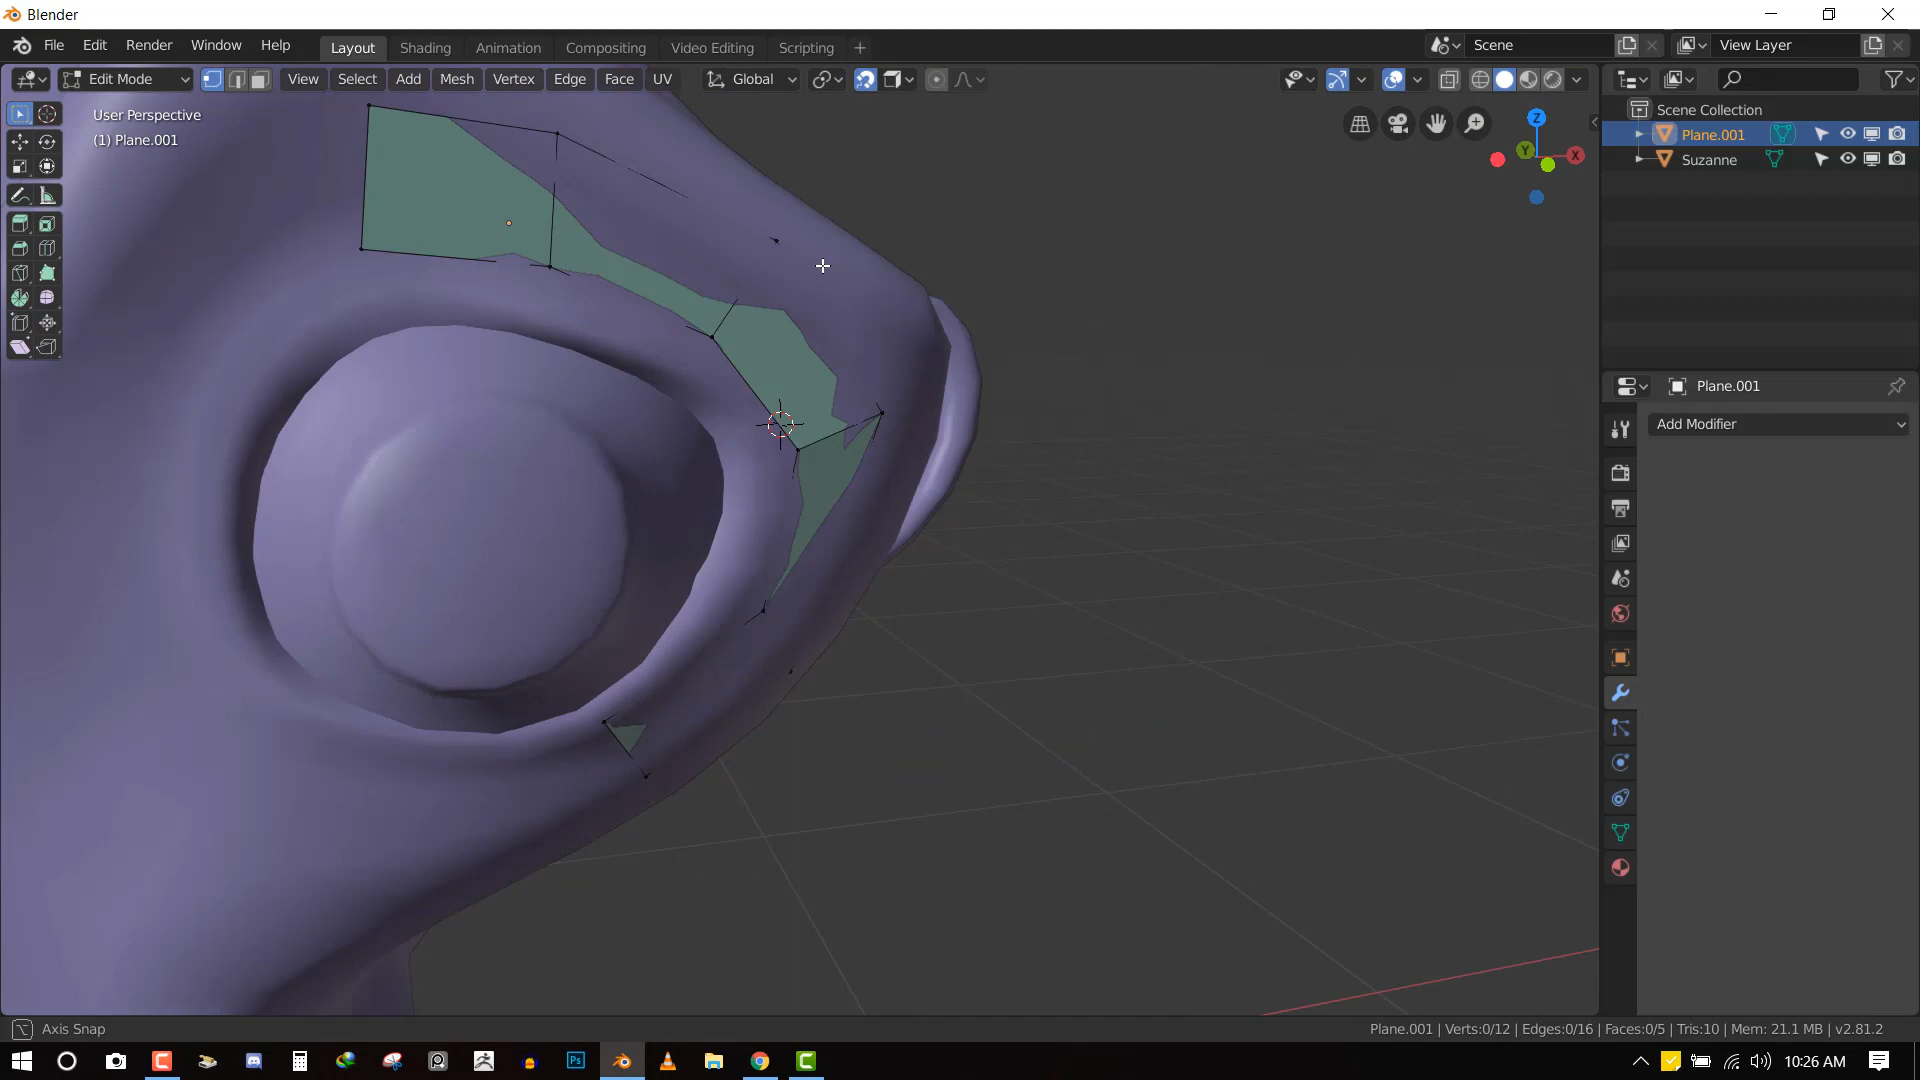 Blender
File Edit Render Window Help Layout Shading Animation Compositing Video Editing Scripting + Scene View Layer
Edit Mode View Select Add Mesh Vertex Edge Face UV Global
User Perspective
(1) Plane.001
Z
Y
X
Scene Collection
Plane.001
Suzanne
Plane.001
Add Modifier
Axis Snap
Plane.001 | Verts:0/12 | Edges:0/16 | Faces:0/5 | Tris:10 | Mem: 21.1 MB | v2.81.2
Ps
10:26 AM